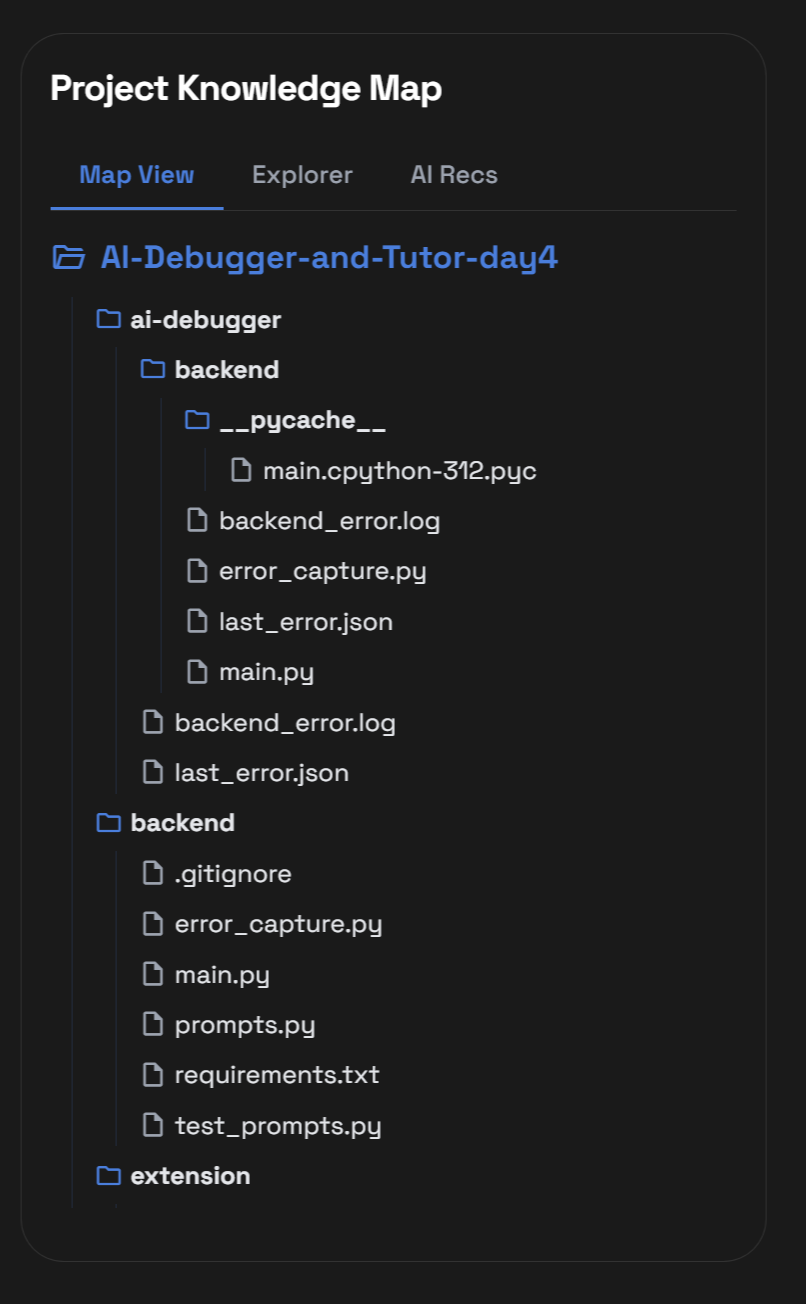 Project Knowledge Map
Map View Explorer AI Recs
AI-Debugger-and-Tutor-day4
ai-debugger
backend
__pycache__
main.cpython-312.pyc
backend_error.log
error_capture.py
last_error.json
main.py
backend_error.log
last_error.json
backend
.gitignore
error_capture.py
main.py
prompts.py
requirements.txt
test_prompts.py
extension